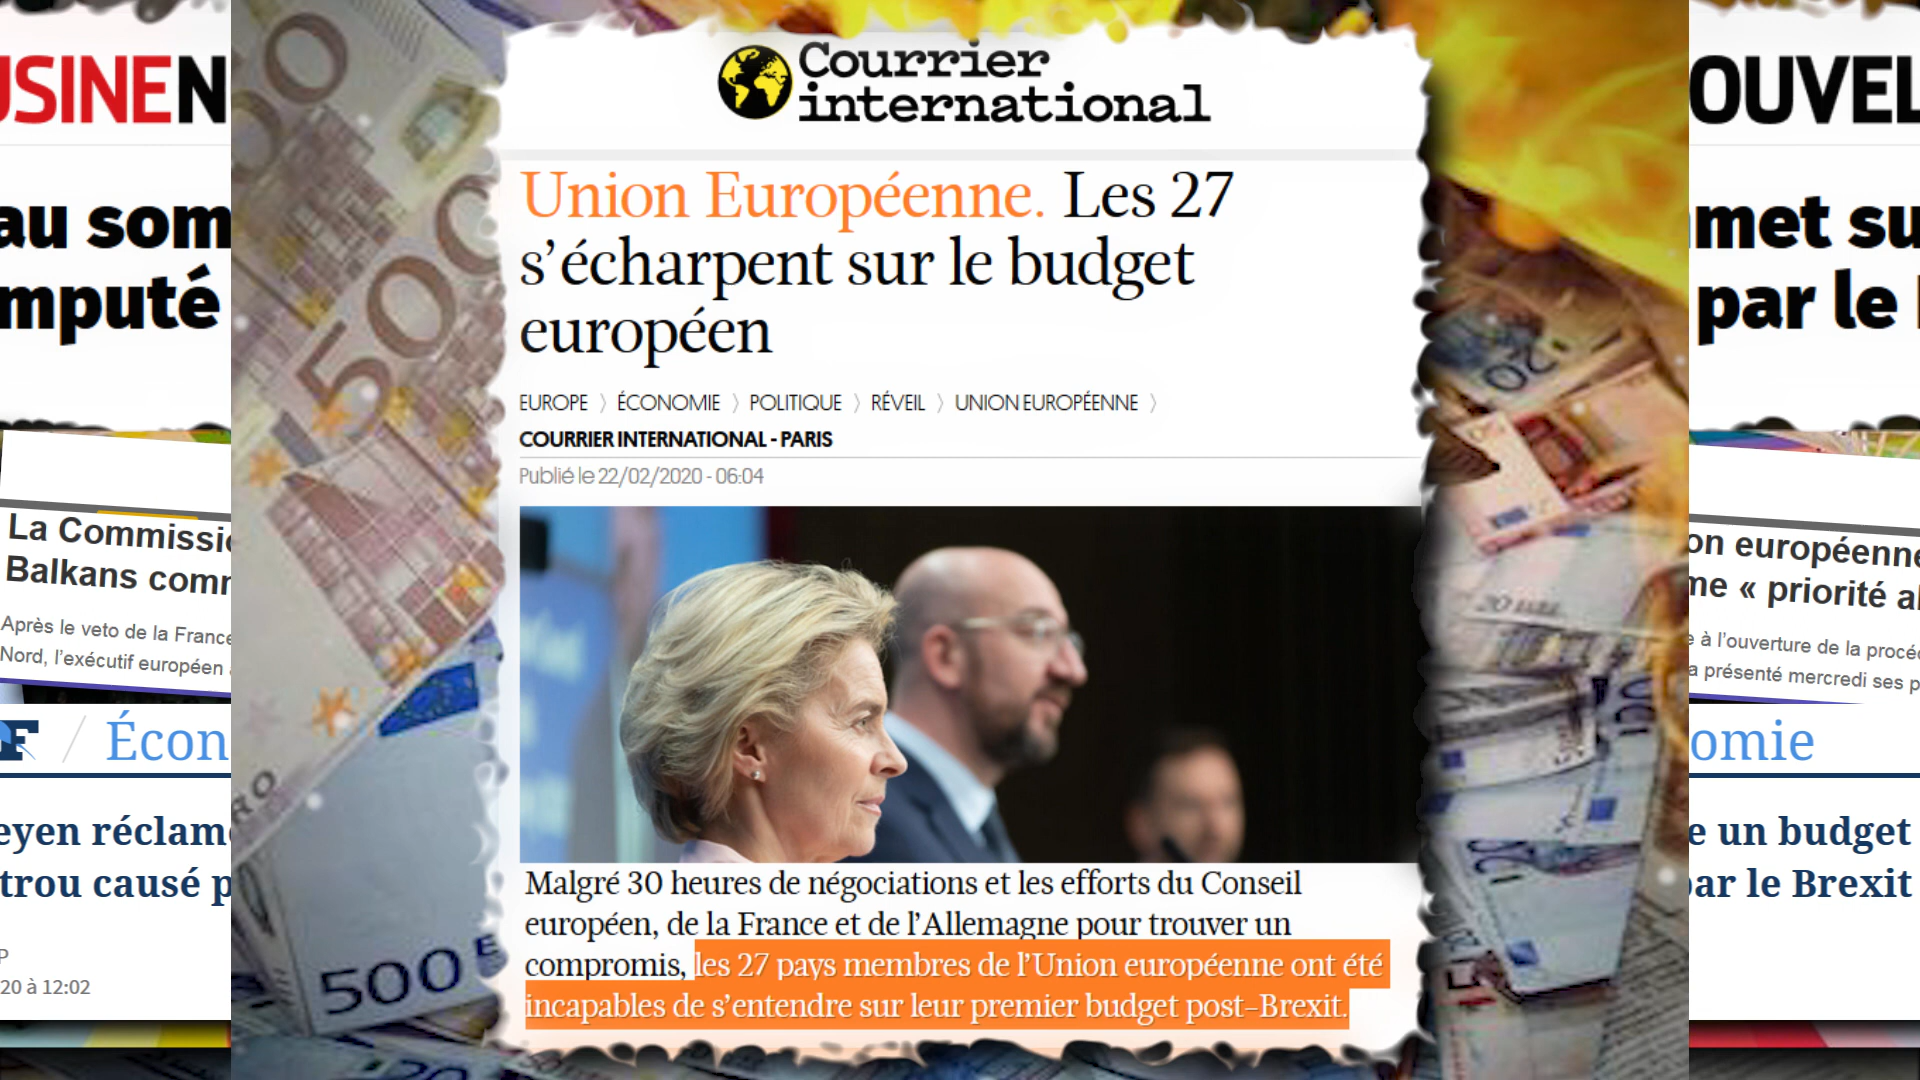 Courrier
international
Union Européenne. Les 27
s'écharpent sur le budget
européen
EUROPE 〉 ÉCONOMIE 〉 POLITIQUE 〉 RÉVEIL 〉 UNION EUROPÉENNE 〉
COURRIER INTERNATIONAL - PARIS
Publié le 22/02/2020 - 06:04
Malgré 30 heures de négociations et les efforts du Conseil
européen, de la France et de l'Allemagne pour trouver un
compromis, les 27 pays membres de l'Union européenne ont été
incapables de s'entendre sur leur premier budget post-Brexit.
USINEN
au som
mputé
La Commissi
Balkans com
Après le veto de la France
Nord, l'exécutif européen
F / Écon
eyen réclam
trou causé p
P
20 à 12:02
OUVEL
met su
par le
on européenne
me « priorité a
e à l'ouverture de la procé
a présenté mercredi ses p
omie
e un budget
par le Brexit
500
500
20